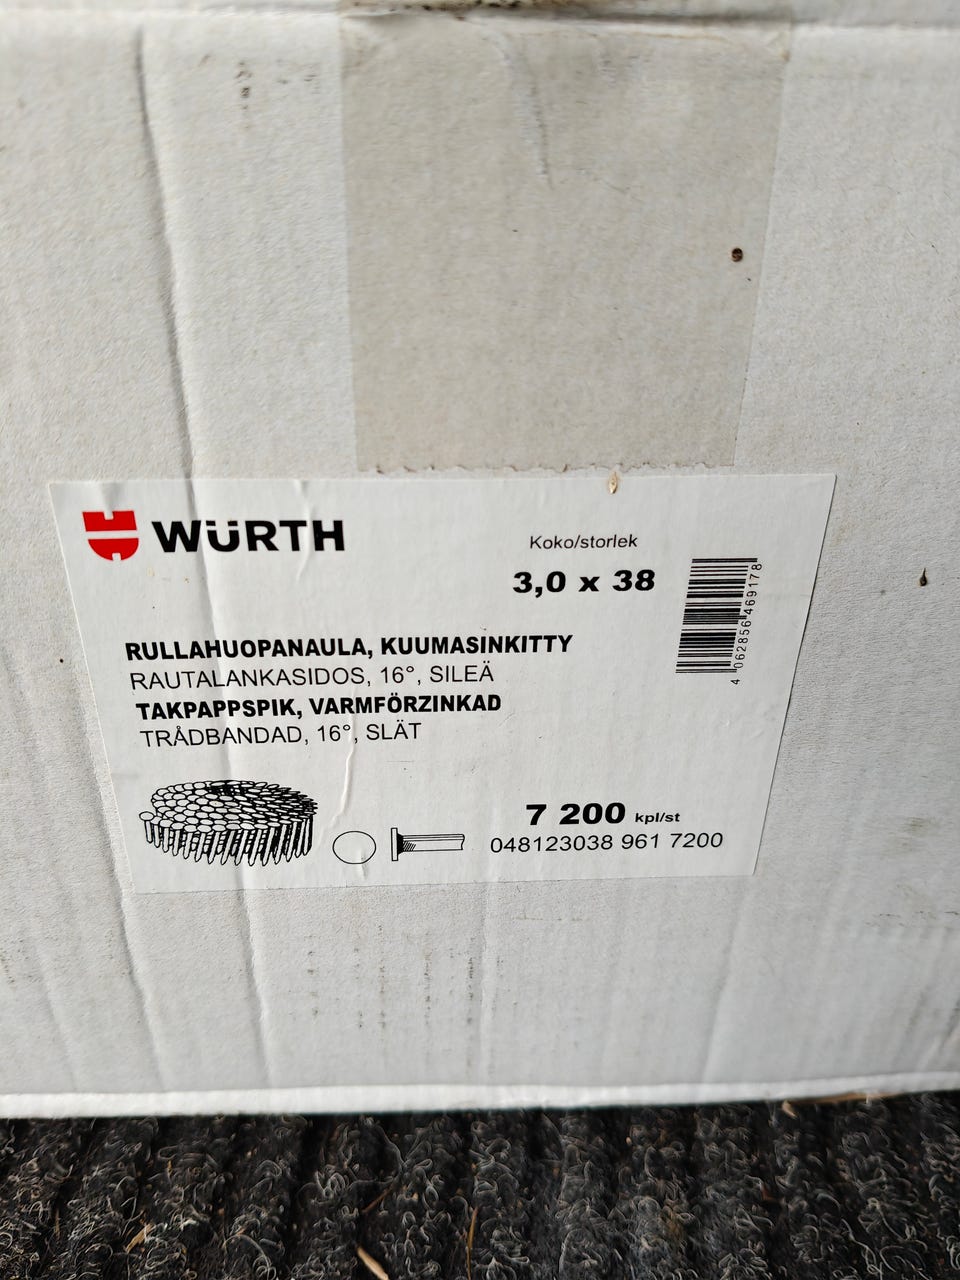 WÜRTH
Koko/storlek
3,0 x 38
4 062856 469178
RULLAHUOPANAULA, KUUMASINKITTY
RAUTALANKASIDOS, 16°, SILEÄ
TAKPAPPSPIK, VARMFÖRZINKAD
TRÅDBANDAD, 16°, SLÄT
7 200 kpl/st
048123038 961 7200